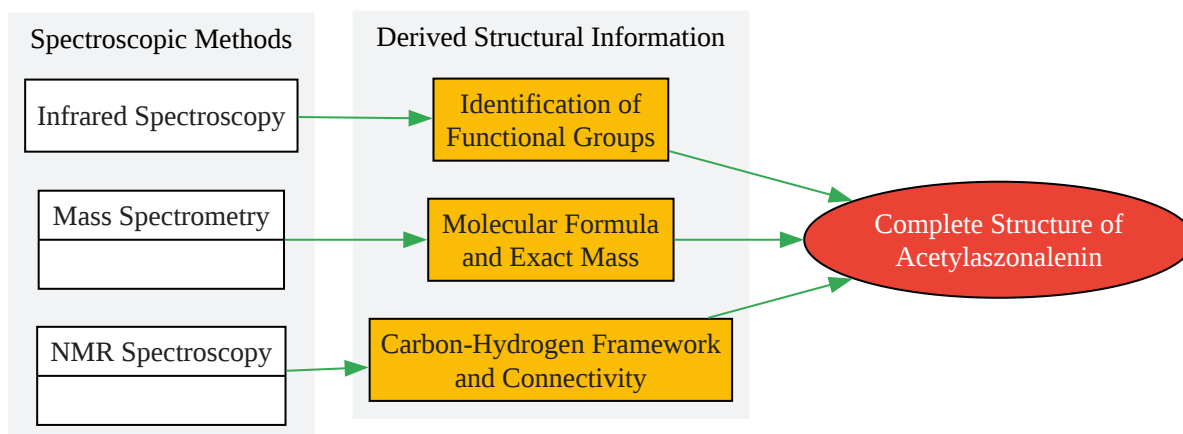 Spectroscopic Methods
Infrared Spectroscopy
Mass Spectrometry
NMR Spectroscopy
Derived Structural Information
Identification of
Functional Groups
Molecular Formula
and Exact Mass
Carbon-Hydrogen Framework
and Connectivity
Complete Structure of
Acetylaszonalenin